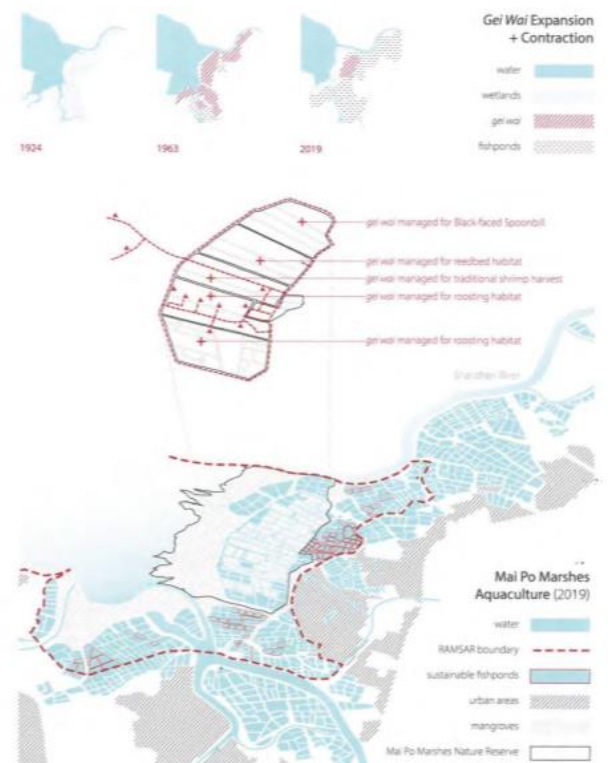 Gei Wai Expansion
+ Contraction
water
wetlands
gei wai
fishponds
1924
1963
2019
gei wai managed for Black-faced Spoonbill
gei wai managed for reedbed habitat
gei wai managed for traditional shrimp harvest
gei wai managed for roosting habitat
gei wai managed for roosting habitat
Shenzhen River
Mai Po Marshes
Aquaculture (2019)
water
RAMSAR boundary
sustainable fishponds
urban areas
mangroves
Mai Po Marshes Nature Reserve